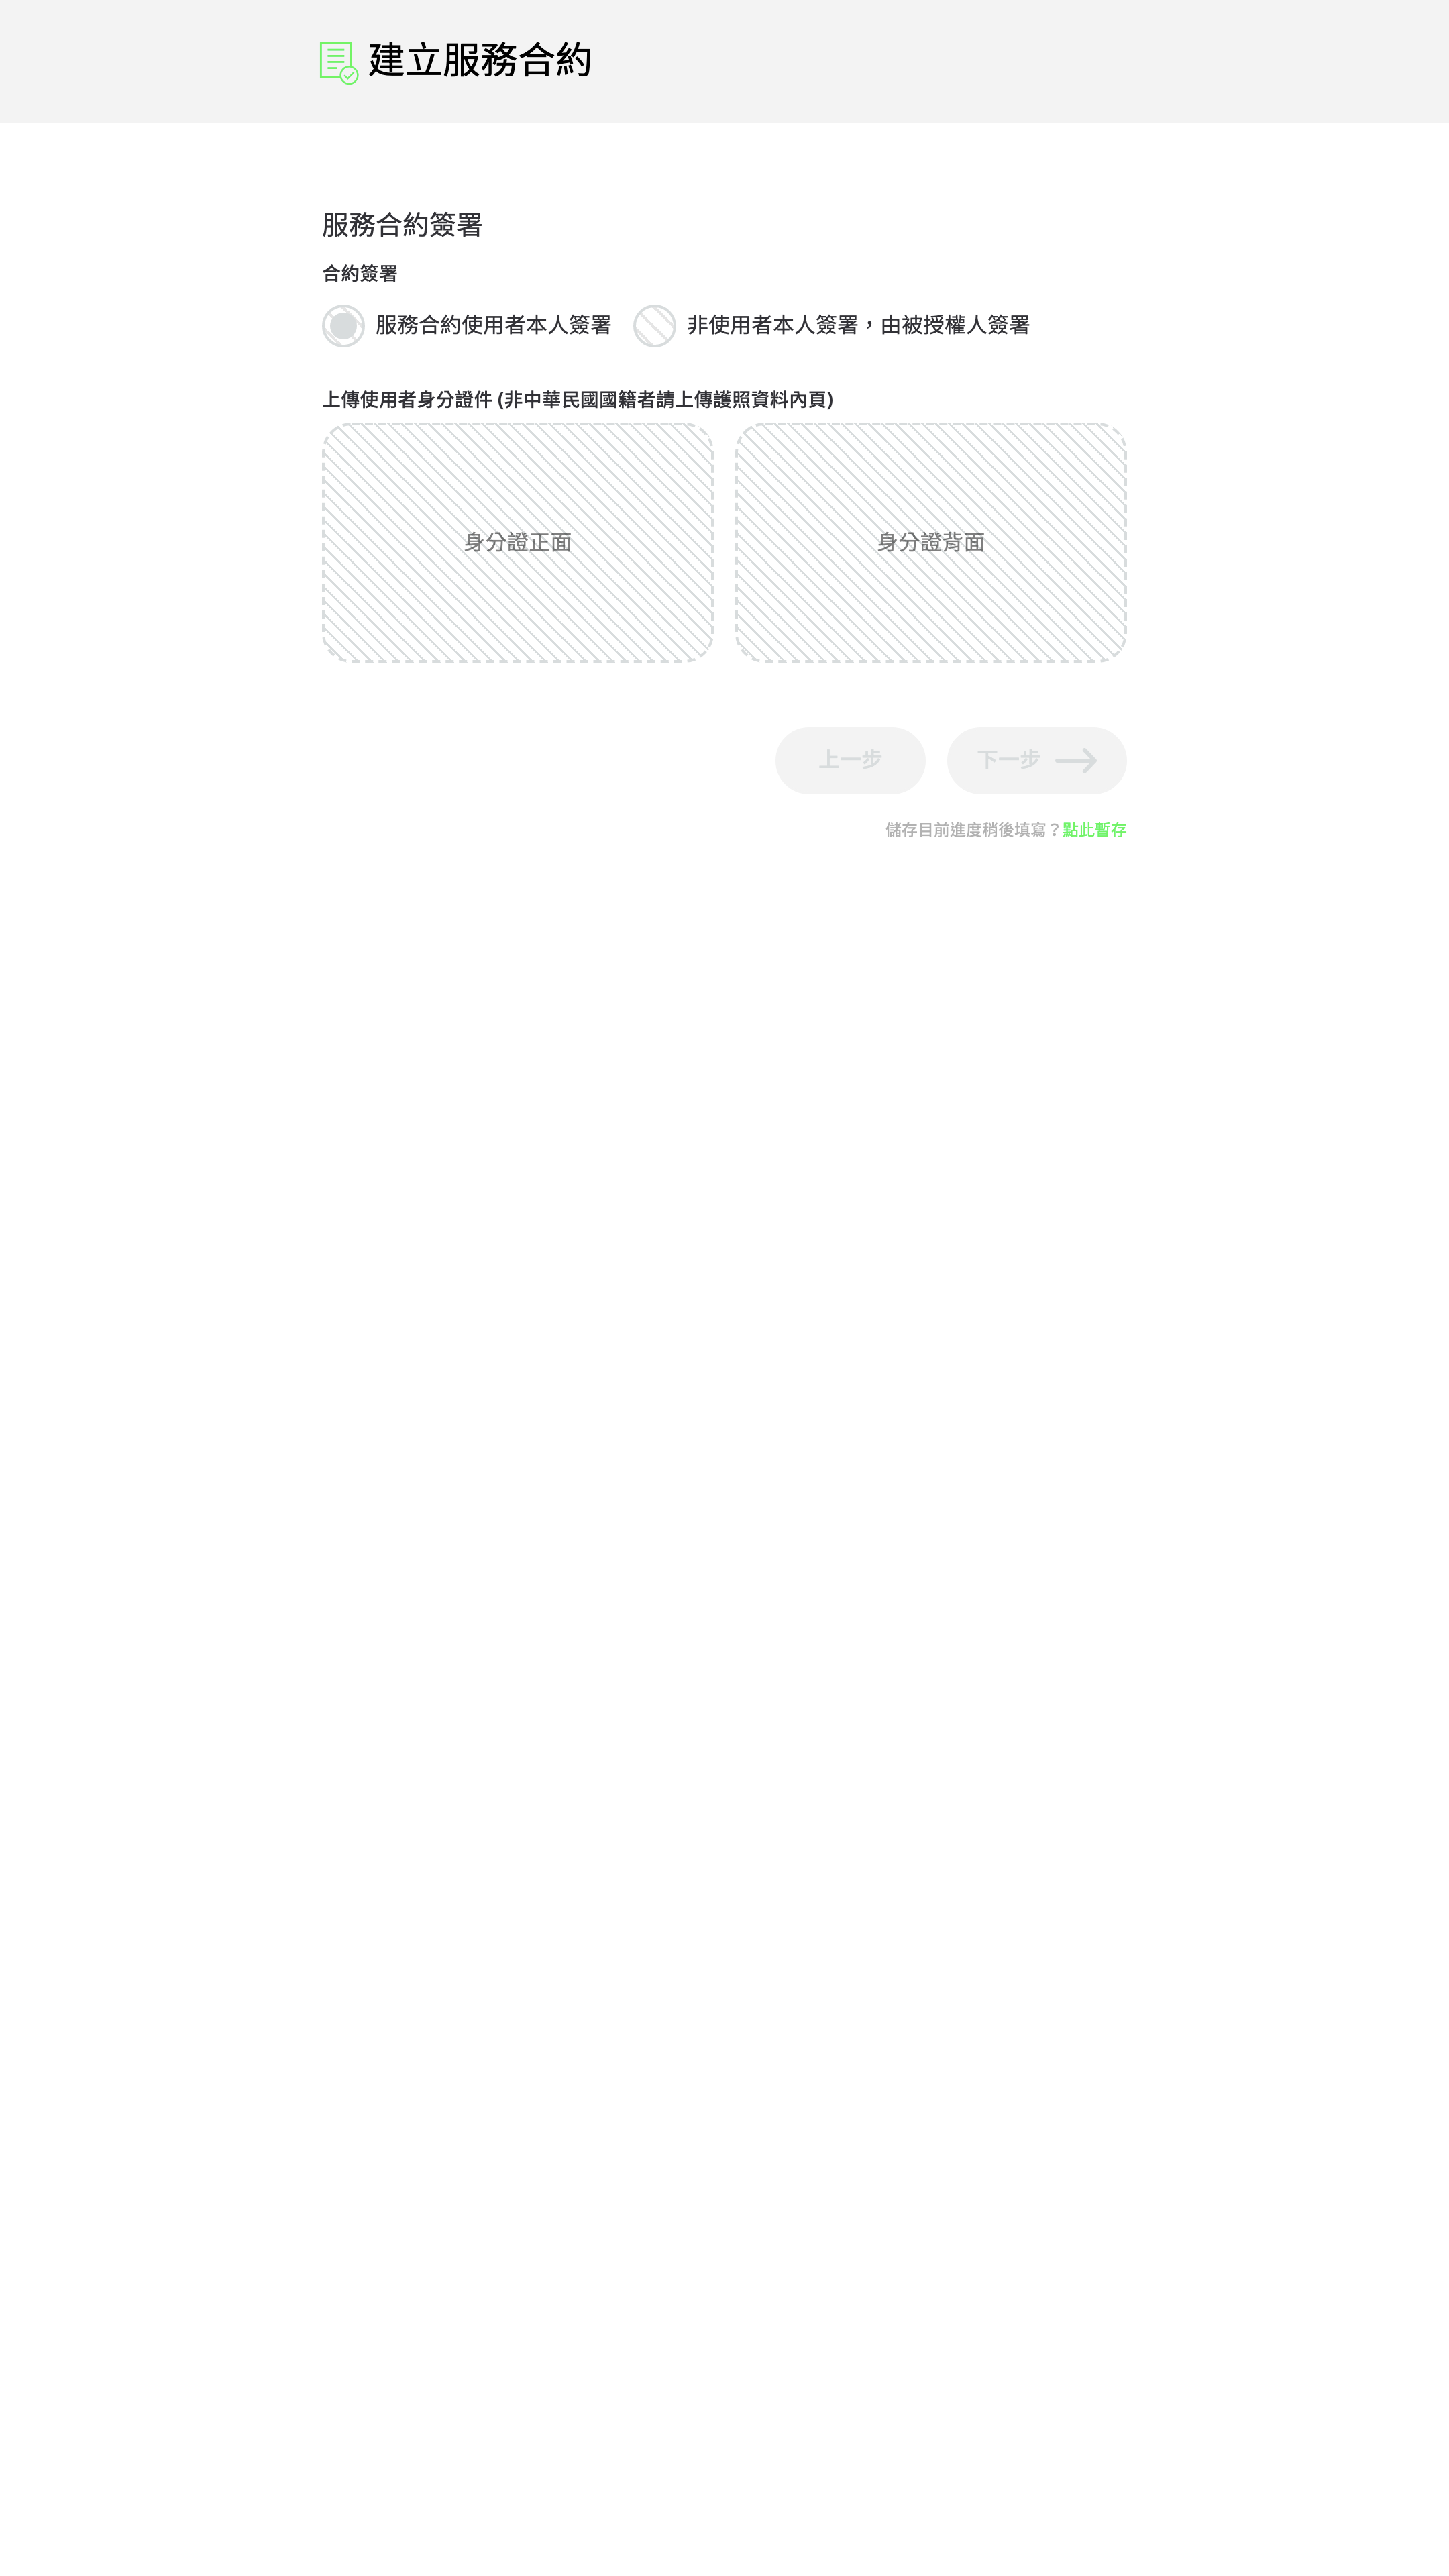 建立服務合約
服務合約簽署
合約簽署
服務合約使用者本人簽署 非使用者本人簽署，由被授權人簽署
上傳使用者身分證件 (非中華民國國籍者請上傳護照資料內頁)
身分證正面 身分證背面
上一步 下一步
儲存目前進度稍後填寫？點此暫存